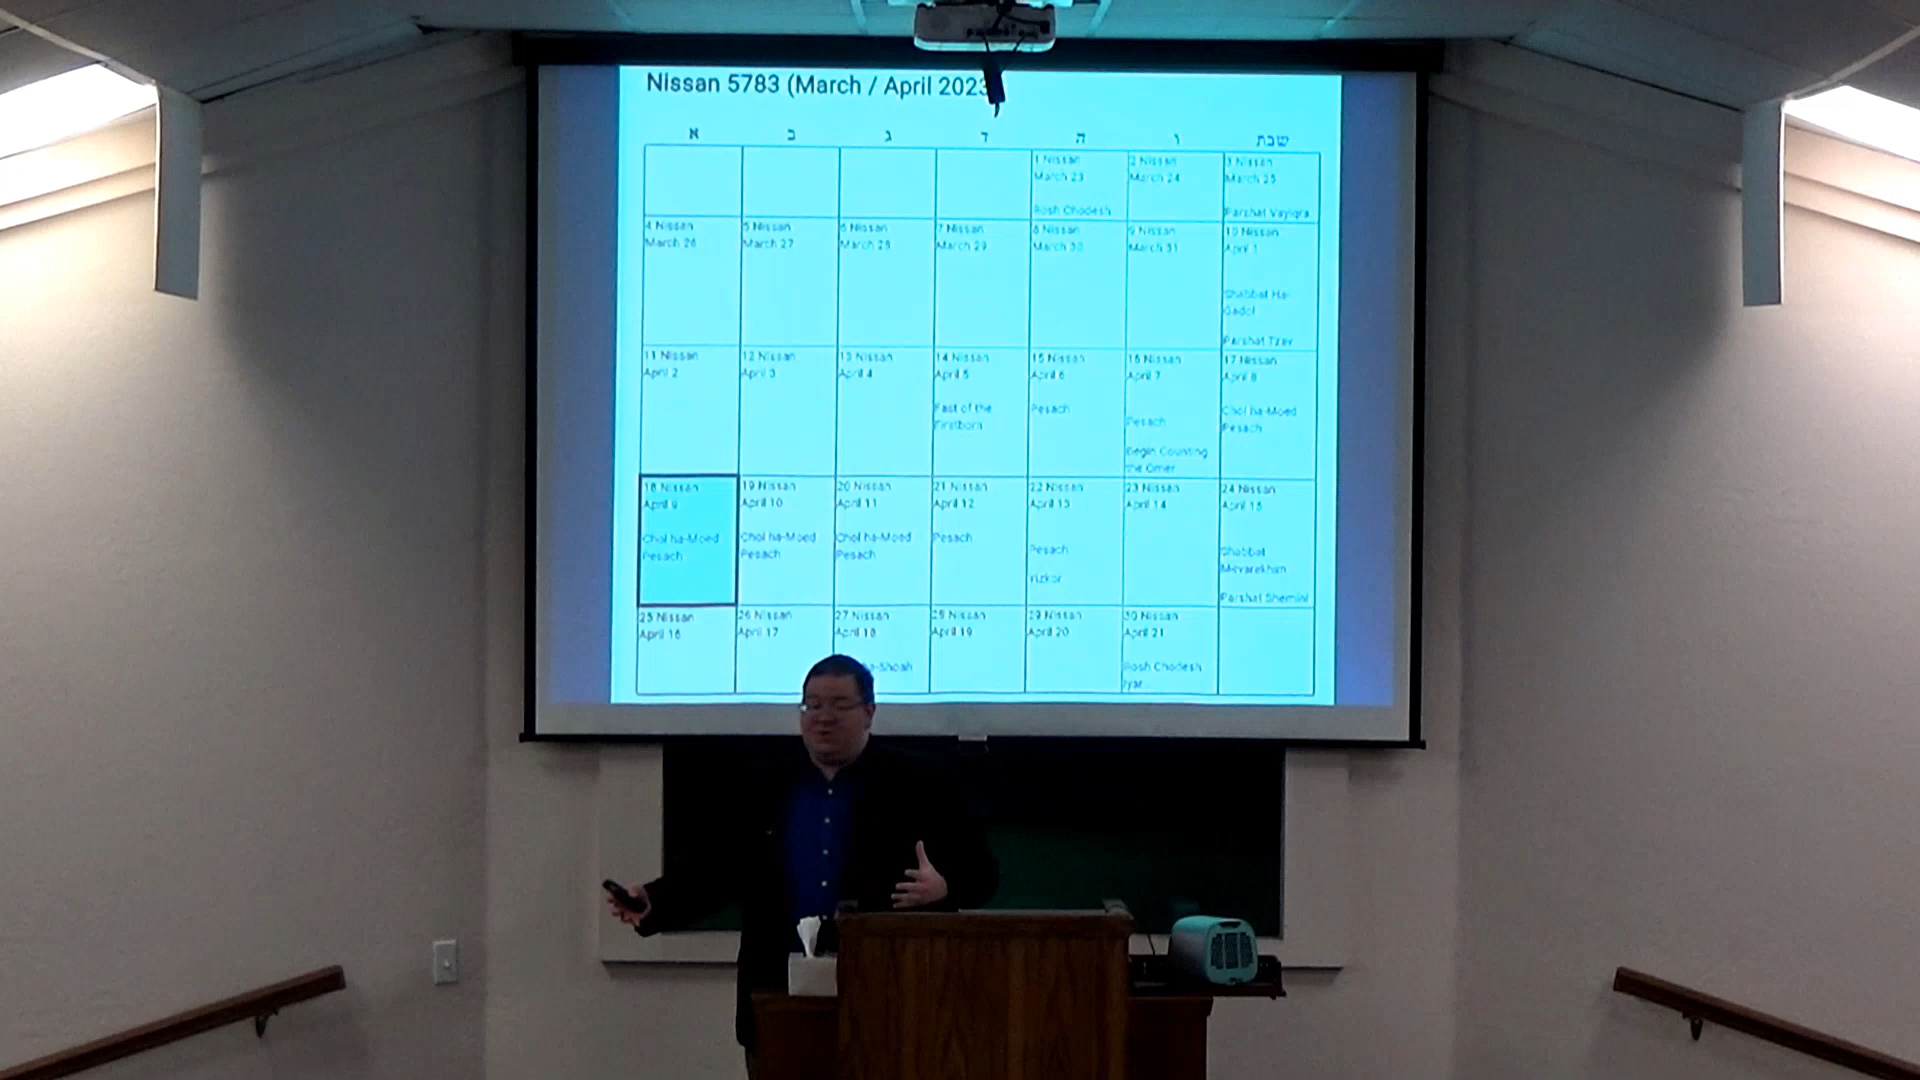 Nissan 5783 (March / April 2023
א ב ג ד ה ו שבת
1 Nissan
March 23
Rosh Chodesh
2 Nissan
March 24
3 Nissan
March 25
Parshat Vayiqra
4 Nissan
March 26
5 Nissan
March 27
6 Nissan
March 28
7 Nissan
March 29
8 Nissan
March 30
9 Nissan
March 31
10 Nissan
April 1
Shabbat Ha-
Gadol
Parshat Tzav
11 Nissan
April 2
12 Nissan
April 3
13 Nissan
April 4
14 Nissan
April 5
Fast of the
Firstborn
15 Nissan
April 6
Pesach
16 Nissan
April 7
Pesach
Begin Counting
the Omer
17 Nissan
April 8
Chol ha-Moed
Pesach
18 Nissan
April 9
Chol ha-Moed
Pesach
19 Nissan
April 10
Chol ha-Moed
Pesach
20 Nissan
April 11
Chol ha-Moed
Pesach
21 Nissan
April 12
Pesach
22 Nissan
April 13
Pesach
Yizkor
23 Nissan
April 14
24 Nissan
April 15
Shabbat
Mevarekhim
Parshat Shemini
25 Nissan
April 16
26 Nissan
April 17
27 Nissan
April 18
ha-Shoah
28 Nissan
April 19
29 Nissan
April 20
30 Nissan
April 21
Rosh Chodesh
Iyar